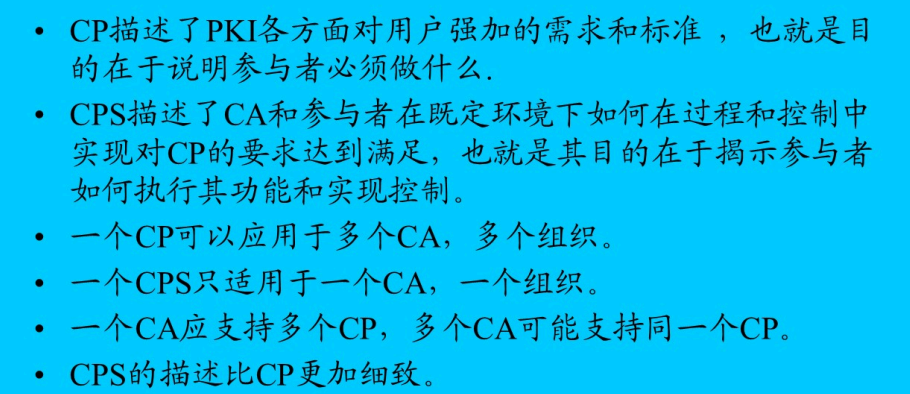 • CP描述了PKI各方面对用户强加的需求和标准 ，也就是目
的在于说明参与者必须做什么.
• CPS描述了CA和参与者在既定环境下如何在过程和控制中
实现对CP的要求达到满足，也就是其目的在于揭示参与者
如何执行其功能和实现控制。
• 一个CP可以应用于多个CA，多个组织。
• 一个CPS只适用于一个CA，一个组织。
• 一个CA应支持多个CP，多个CA可能支持同一个CP。
• CPS的描述比CP更加细致。